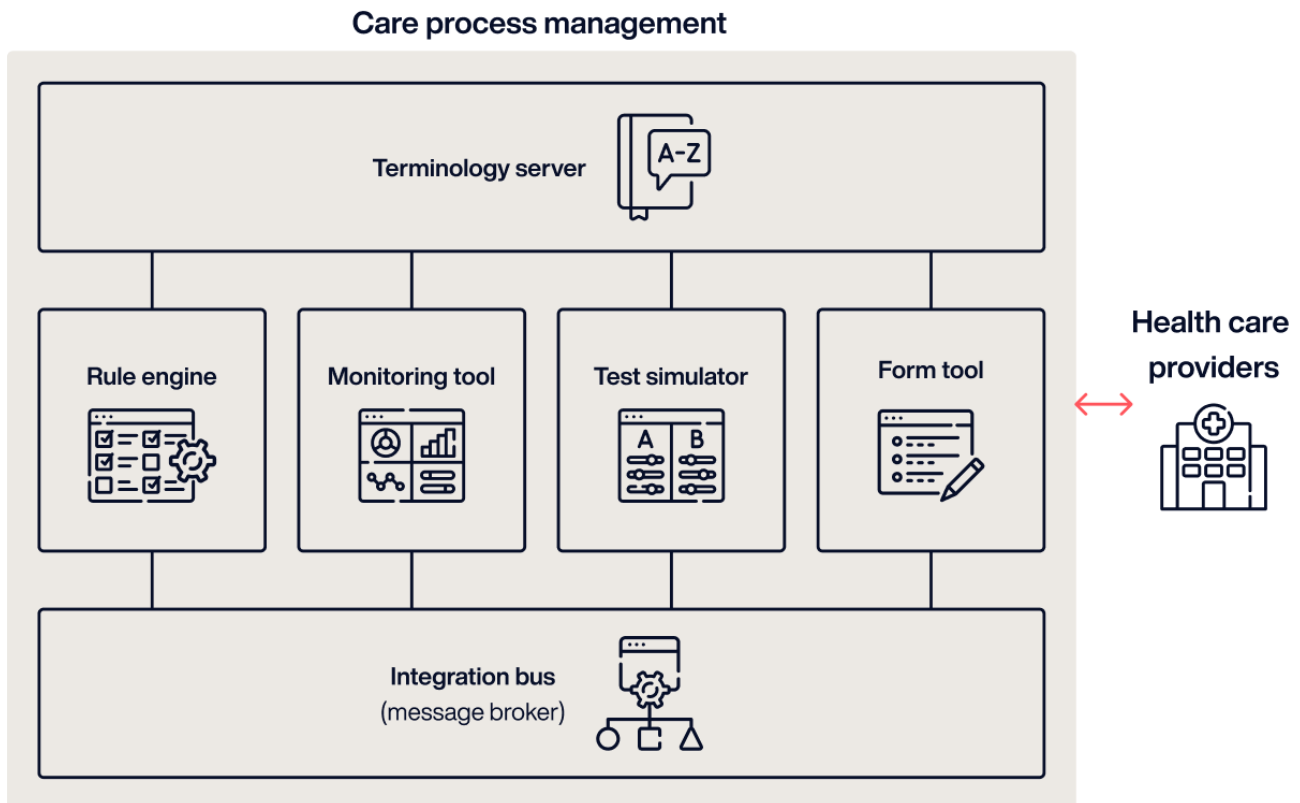 Care process management
Terminology server
A-Z
Rule engine
Monitoring tool
Test simulator
A B
Form tool
Health care
providers
Integration bus
(message broker)